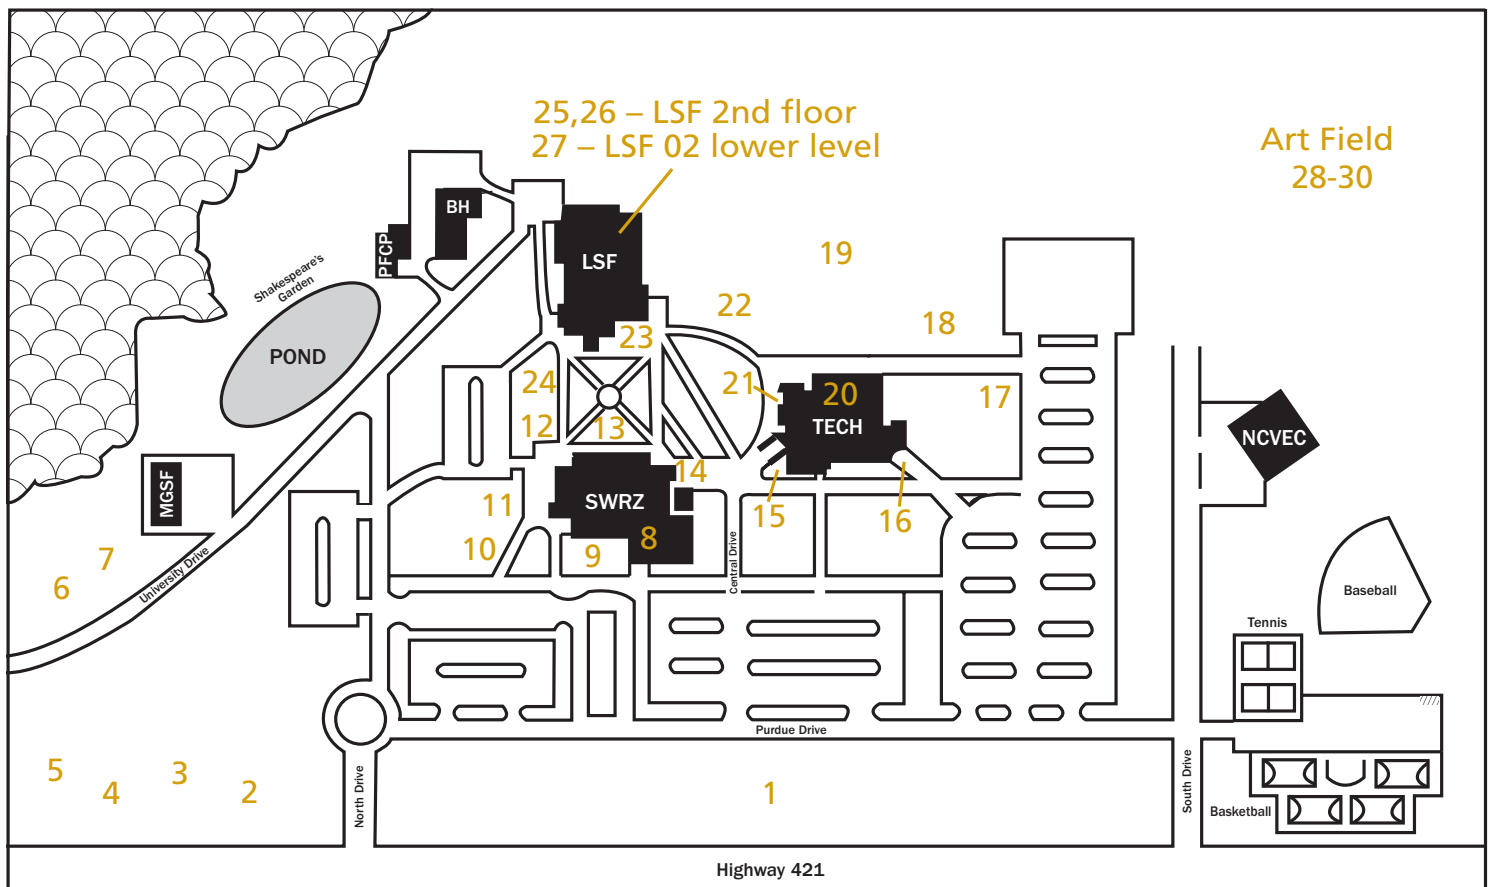 25,26 – LSF 2nd floor
27 – LSF 02 lower level
Art Field
28-30
BH
PFCP
LSF
19
Shakespeare's
Garden
22
18
23
POND
24
21
20
17
12
13
TECH
NCVEC
14
MGSF
11
SWRZ
15
16
8
10
9
7
6
University Drive
Central Drive
Baseball
Tennis
Purdue Drive
5
4
3
2
North Drive
1
South Drive
Basketball
Highway 421